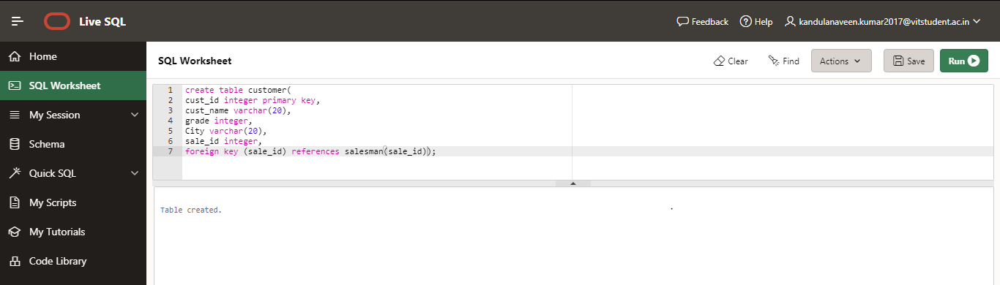 Live SQL
Feedback Help kandulanaveen.kumar2017@vitstudent.ac.in
Home
SQL Worksheet
My Session
Schema
Quick SQL
My Scripts
My Tutorials
Code Library
SQL Worksheet
Clear Find Actions Save Run
1 create table customer(
2 cust_id integer primary key,
3 cust_name varchar(20),
4 grade integer,
5 City varchar(20),
6 sale_id integer,
7 foreign key (sale_id) references salesman(sale_id));
Table created.